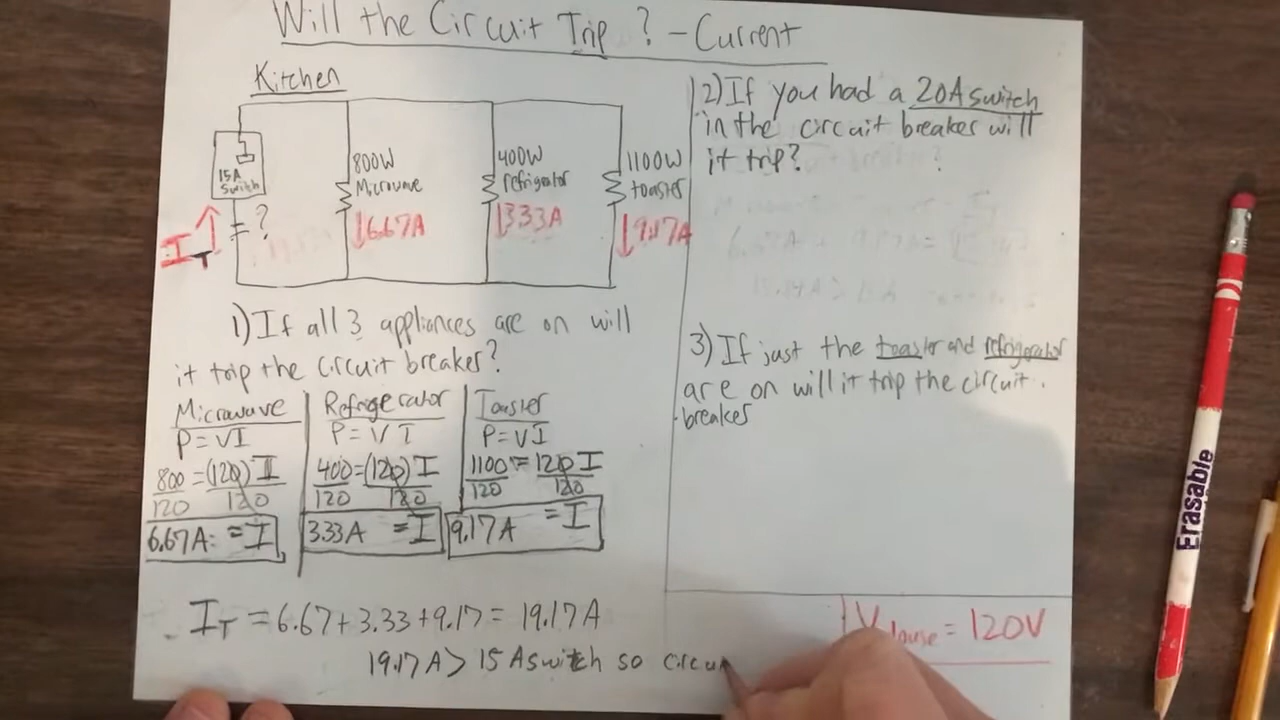 Will the Circuit Trip? - Current
Kitchen
15A
Switch
?
I T
800W
Microwave
6.67A
400W
refrigerator
3.33A
1100W
toaster
9.17A
1) If all 3 appliances are on will
it trip the circuit breaker?
Microwave
P=VI
800=(120)I
120 120
6.67A = I
Refrigerator
P=VI
400=(120)I
120 120
3.33A = I
Toaster
P=VI
1100=120I
120 120
9.17A = I
IT = 6.67+3.33+9.17= 19.17A
19.17A > 15A switch so circu
2) If you had a 20A switch
in the circuit breaker will
it trip?
3) If just the toaster and refrigerator
are on will it trip the circuit.
breaker
house = 120V
Erasable